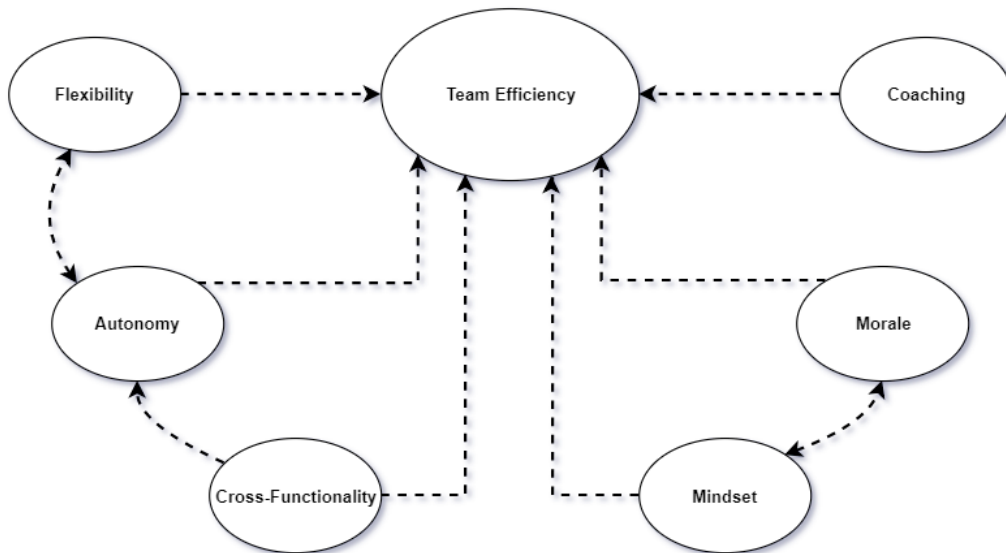 Flexibility
Team Efficiency
Coaching
Autonomy
Morale
Cross-Functionality
Mindset